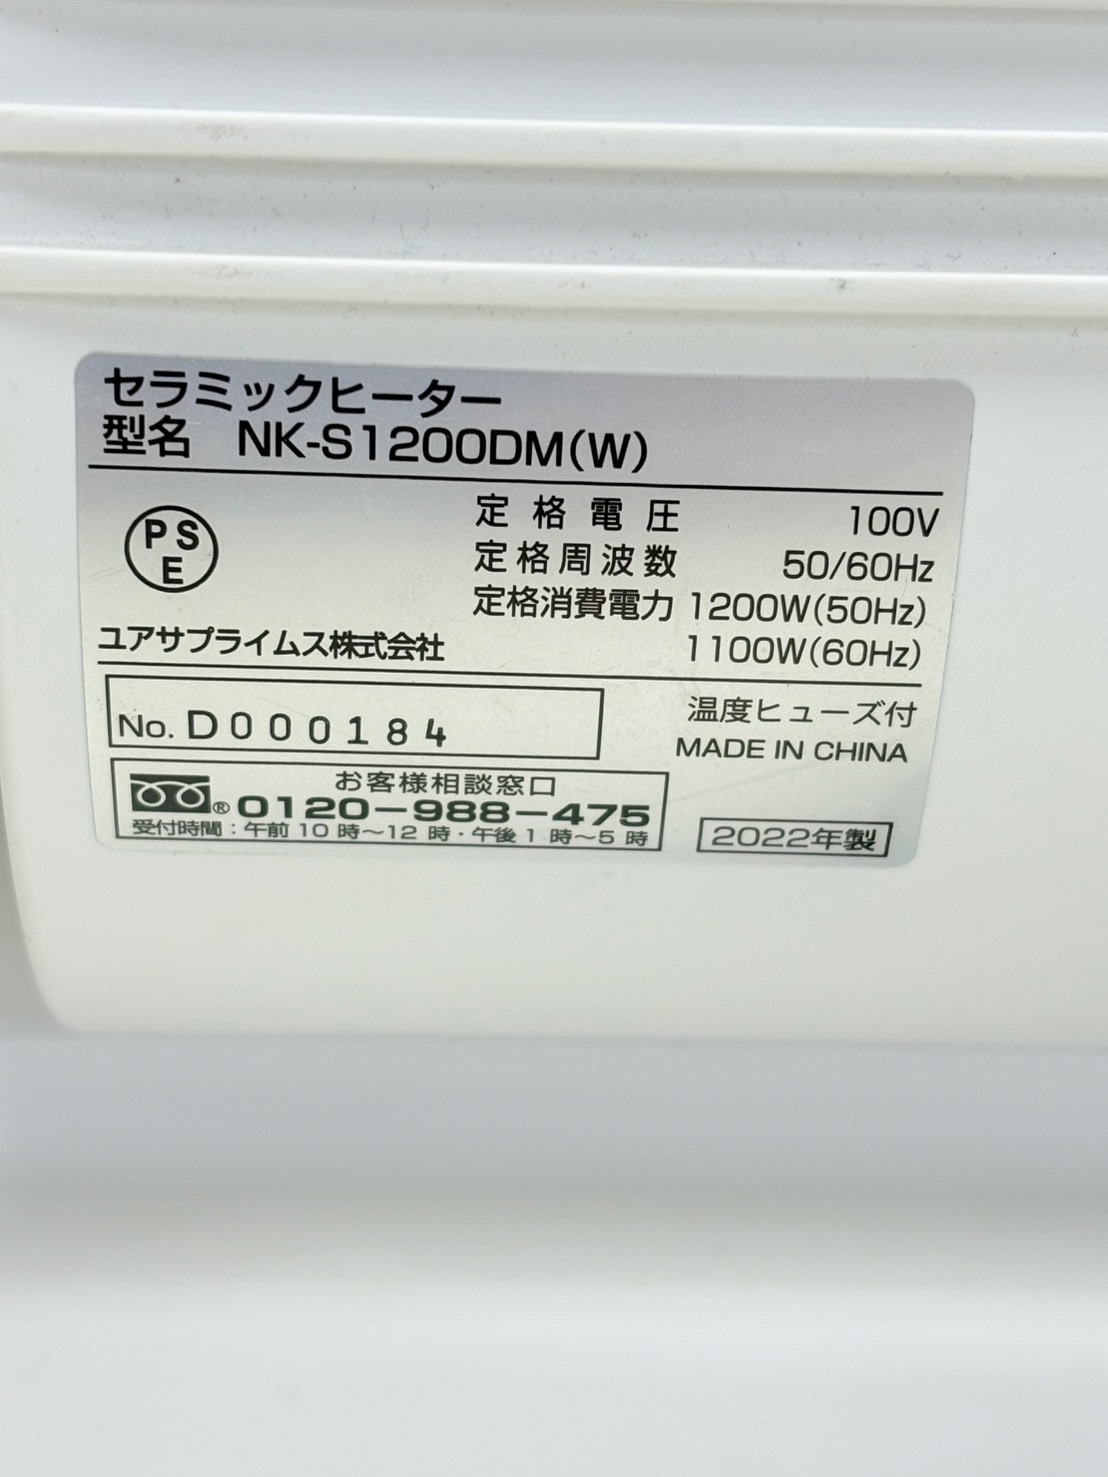 セラミックヒーター
型名 NK-S1200DM(W)
PS
E
定格電圧 100V
定格周波数 50/60Hz
定格消費電力 1200W(50Hz)
1100W(60Hz)
ユアサプライムス株式会社
No. D000184
温度ヒューズ付
MADE IN CHINA
お客様相談窓口
®0120-988-475
受付時間:午前10時~12時・午後1時~5時
2022年製